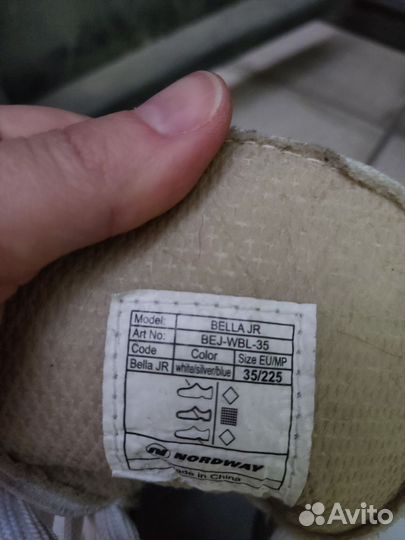 Model: BELLA JR
Art No: BEJ-WBL-35
Code Color Size EU/MP
Bella JR white/silver/blue 35/225
NORDWAY
Made in China
Avito